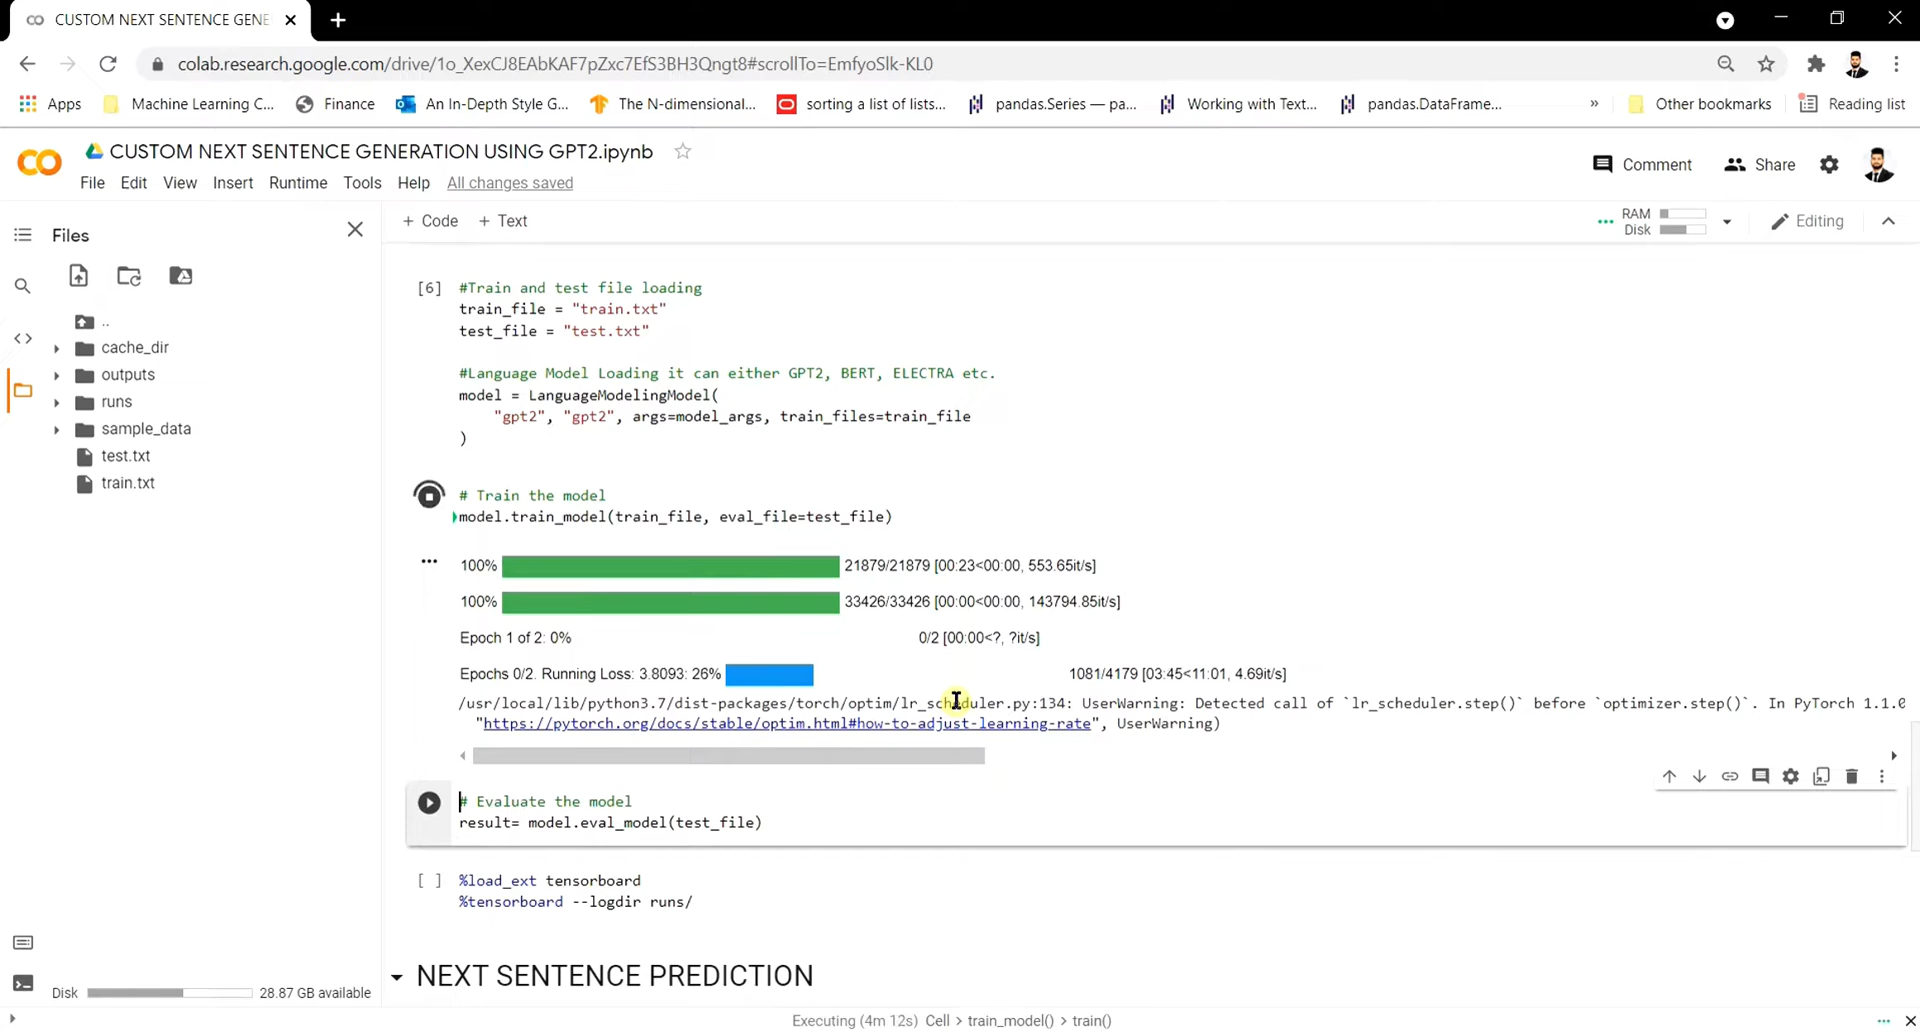 CUSTOM NEXT SENTENCE GENE
colab.research.google.com/drive/1o_XexCJ8EAbKAF7pZxc7EfS3BH3Qngt8#scrollTo=EmfyoSlk-KL0
Apps Machine Learning C... Finance An In-Depth Style G... The N-dimensional... sorting a list of lists... pandas.Series — pa... Working with Text... pandas.DataFrame... » Other bookmarks Reading list
CUSTOM NEXT SENTENCE GENERATION USING GPT2.ipynb
Comment Share
File Edit View Insert Runtime Tools Help All changes saved
Files
+ Code + Text
RAM
Disk
Editing
..
cache_dir
outputs
runs
sample_data
test.txt
train.txt
[6] #Train and test file loading
train_file = "train.txt"
test_file = "test.txt"
#Language Model Loading it can either GPT2, BERT, ELECTRA etc.
model = LanguageModelingModel(
"gpt2", "gpt2", args=model_args, train_files=train_file
)
# Train the model
model.train_model(train_file, eval_file=test_file)
100% 21879/21879 [00:23<00:00, 553.65it/s]
100% 33426/33426 [00:00<00:00, 143794.85it/s]
Epoch 1 of 2: 0% 0/2 [00:00<?, ?it/s]
Epochs 0/2. Running Loss: 3.8093: 26% 1081/4179 [03:45<11:01, 4.69it/s]
/usr/local/lib/python3.7/dist-packages/torch/optim/lr_scheduler.py:134: UserWarning: Detected call of `lr_scheduler.step()` before `optimizer.step()`. In PyTorch 1.1.0
"https://pytorch.org/docs/stable/optim.html#how-to-adjust-learning-rate", UserWarning)
# Evaluate the model
result= model.eval_model(test_file)
[ ] %load_ext tensorboard
%tensorboard --logdir runs/
NEXT SENTENCE PREDICTION
Disk 28.87 GB available
Executing (4m 12s) Cell > train_model() > train()